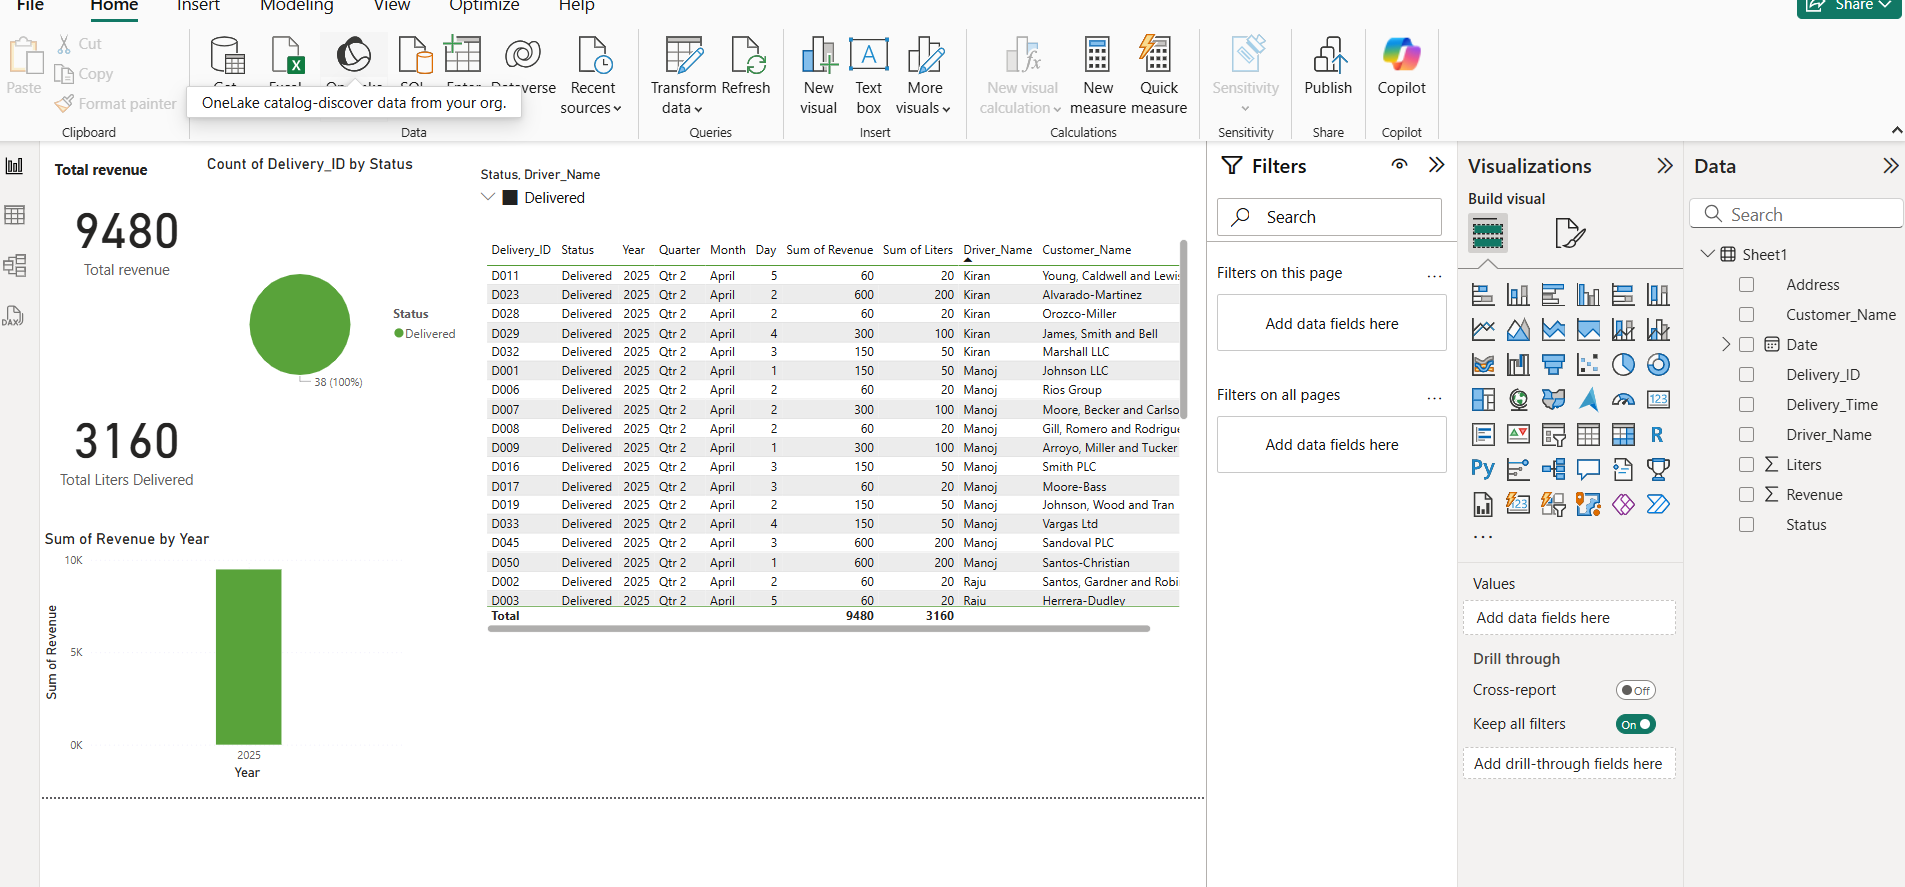 File Home Insert Modeling View Optimize Help Share
Paste
Cut
Copy
Format painter
Clipboard
OneLake catalog-discover data from your org.
Recent sources
Data
Transform data
Refresh
Queries
New visual
Text box
More visuals
Insert
New visual calculation
New measure
Quick measure
Calculations
Sensitivity
Sensitivity
Publish
Share
Copilot
Copilot
Total revenue
9480
Total revenue
Count of Delivery_ID by Status
Status
Delivered
38 (100%)
3160
Total Liters Delivered
Sum of Revenue by Year
10K
5K
0K
Sum of Revenue
2025
Year
Status, Driver_Name
Delivered
Delivery_ID Status Year Quarter Month Day Sum of Revenue Sum of Liters Driver_Name Customer_Name
D011 Delivered 2025 Qtr 2 April 5 60 20 Kiran Young, Caldwell and Lewis
D023 Delivered 2025 Qtr 2 April 2 600 200 Kiran Alvarado-Martinez
D028 Delivered 2025 Qtr 2 April 2 60 20 Kiran Orozco-Miller
D029 Delivered 2025 Qtr 2 April 4 300 100 Kiran James, Smith and Bell
D032 Delivered 2025 Qtr 2 April 3 150 50 Kiran Marshall LLC
D001 Delivered 2025 Qtr 2 April 1 150 50 Manoj Johnson LLC
D006 Delivered 2025 Qtr 2 April 2 60 20 Manoj Rios Group
D007 Delivered 2025 Qtr 2 April 2 300 100 Manoj Moore, Becker and Carlso
D008 Delivered 2025 Qtr 2 April 2 60 20 Manoj Gill, Romero and Rodrigue
D009 Delivered 2025 Qtr 2 April 1 300 100 Manoj Arroyo, Miller and Tucker
D016 Delivered 2025 Qtr 2 April 3 150 50 Manoj Smith PLC
D017 Delivered 2025 Qtr 2 April 3 60 20 Manoj Moore-Bass
D019 Delivered 2025 Qtr 2 April 2 150 50 Manoj Johnson, Wood and Tran
D033 Delivered 2025 Qtr 2 April 4 150 50 Manoj Vargas Ltd
D045 Delivered 2025 Qtr 2 April 3 600 200 Manoj Sandoval PLC
D050 Delivered 2025 Qtr 2 April 1 600 200 Manoj Santos-Christian
D002 Delivered 2025 Qtr 2 April 2 60 20 Raju Santos, Gardner and Robi
D003 Delivered 2025 Qtr 2 April 5 60 20 Raju Herrera-Dudley
Total 9480 3160
Filters
Search
Filters on this page ...
Add data fields here
Filters on all pages ...
Add data fields here
Visualizations
Build visual
123
R
Py
123
...
Values
Add data fields here
Drill through
Cross-report Off
Keep all filters On
Add drill-through fields here
Data
Search
Sheet1
Address
Customer_Name
Date
Delivery_ID
Delivery_Time
Driver_Name
Σ Liters
Σ Revenue
Status